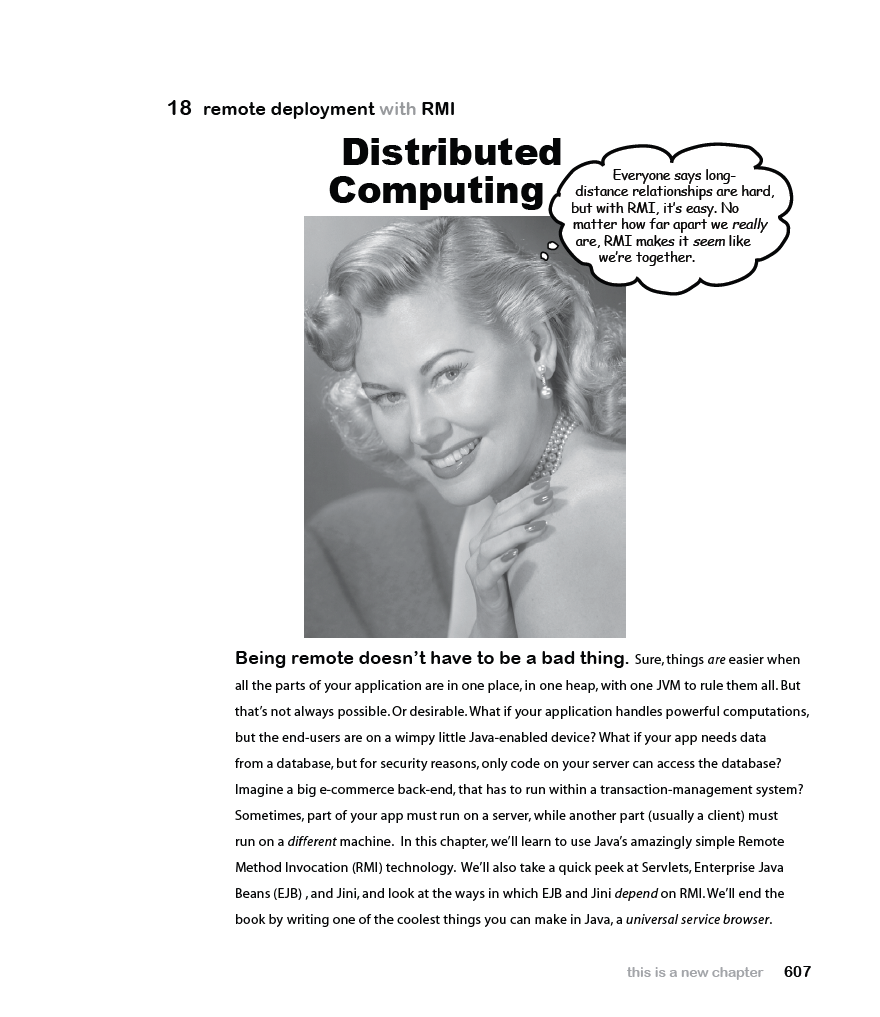 18 remote deployment with RMI
Distributed
Computing
Everyone says long-
distance relationships are hard,
but with RMI, it's easy. No
matter how far apart we really
are, RMI makes it seem like
we're together.
Being remote doesn't have to be a bad thing. Sure, things are easier when
all the parts of your application are in one place, in one heap, with one JVM to rule them all. But
that's not always possible. Or desirable. What if your application handles powerful computations,
but the end-users are on a wimpy little Java-enabled device? What if your app needs data
from a database, but for security reasons, only code on your server can access the database?
Imagine a big e-commerce back-end, that has to run within a transaction-management system?
Sometimes, part of your app must run on a server, while another part (usually a client) must
run on a different machine. In this chapter, we'll learn to use Java's amazingly simple Remote
Method Invocation (RMI) technology. We'll also take a quick peek at Servlets, Enterprise Java
Beans (EJB) , and Jini, and look at the ways in which EJB and Jini depend on RMI. We'll end the
book by writing one of the coolest things you can make in Java, a universal service browser.
this is a new chapter 607